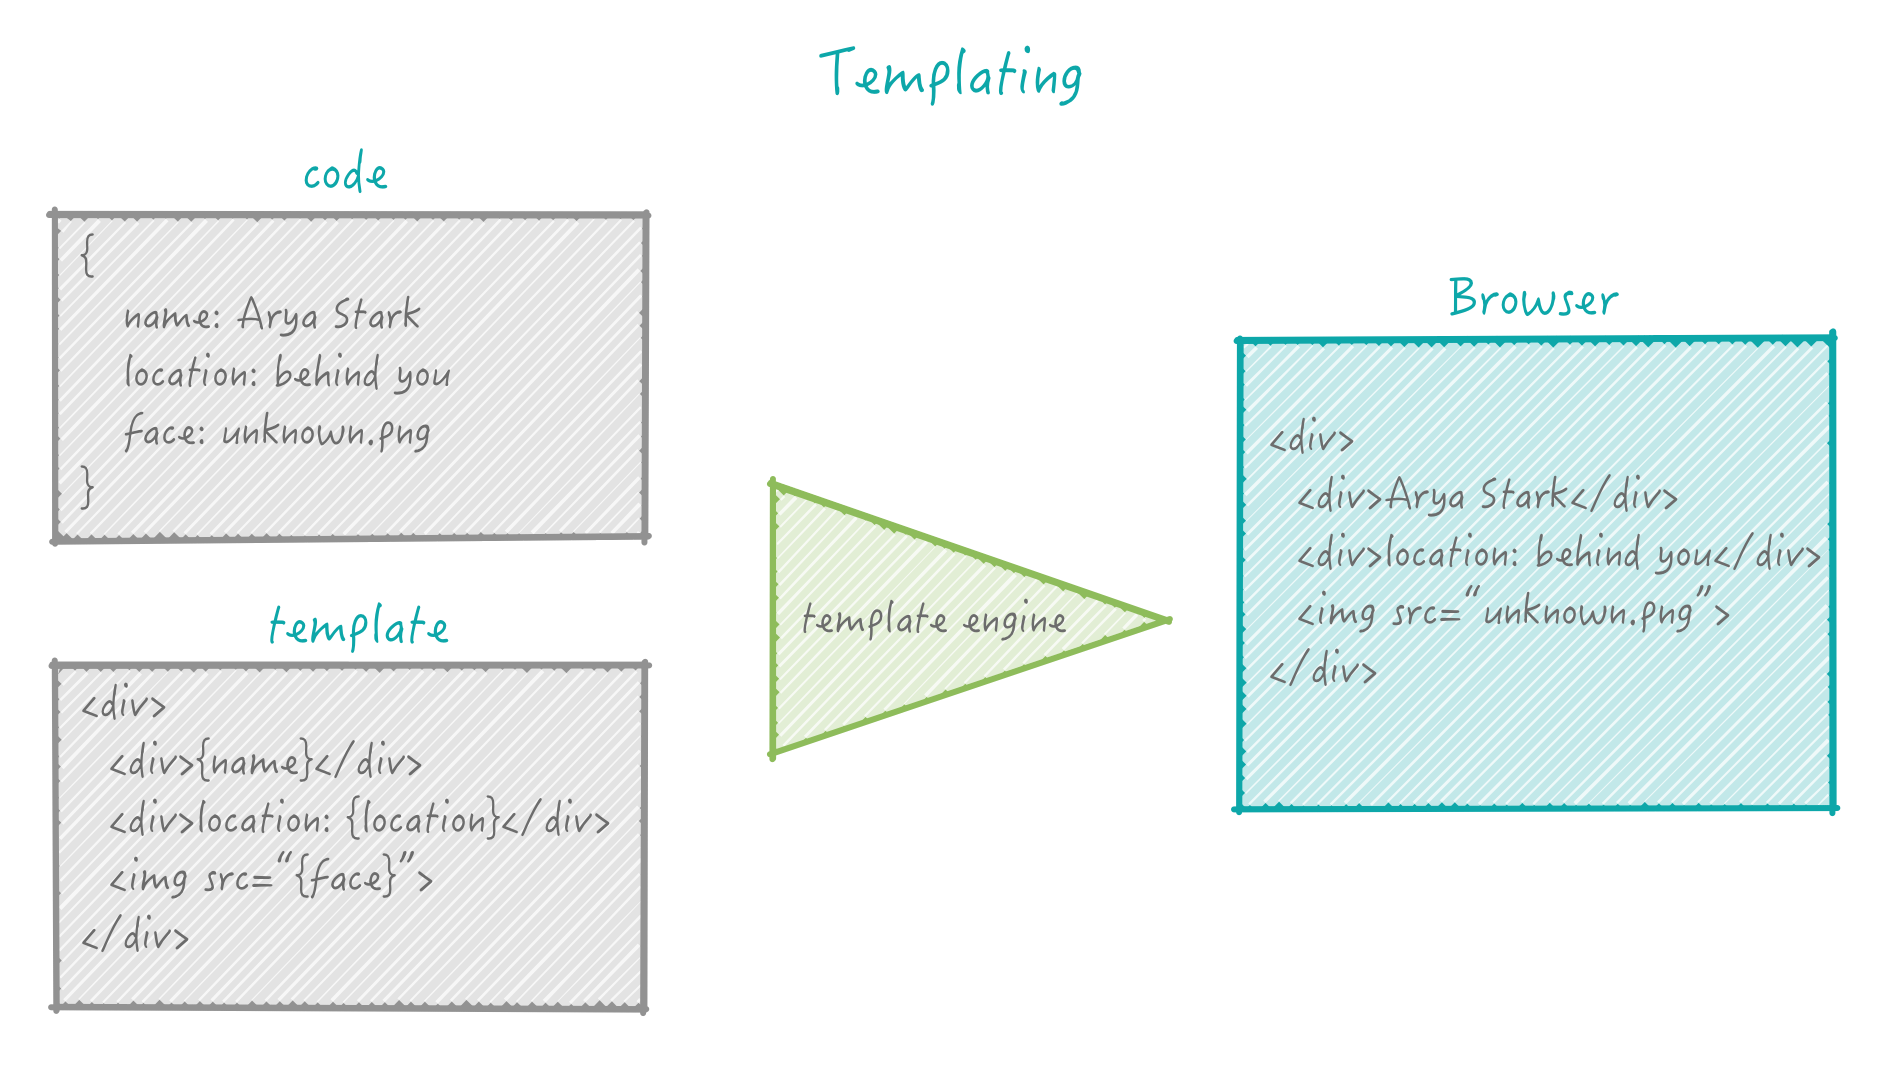 Templating
code
{
name: Arya Stark
location: behind you
face: unknown.png
}
template
<div>
<div>{name}</div>
<div>location: {location}</div>
<img src=“{face}”>
</div>
template engine
Browser
<div>
<div>Arya Stark</div>
<div>location: behind you</div>
<img src=“unknown.png”>
</div>